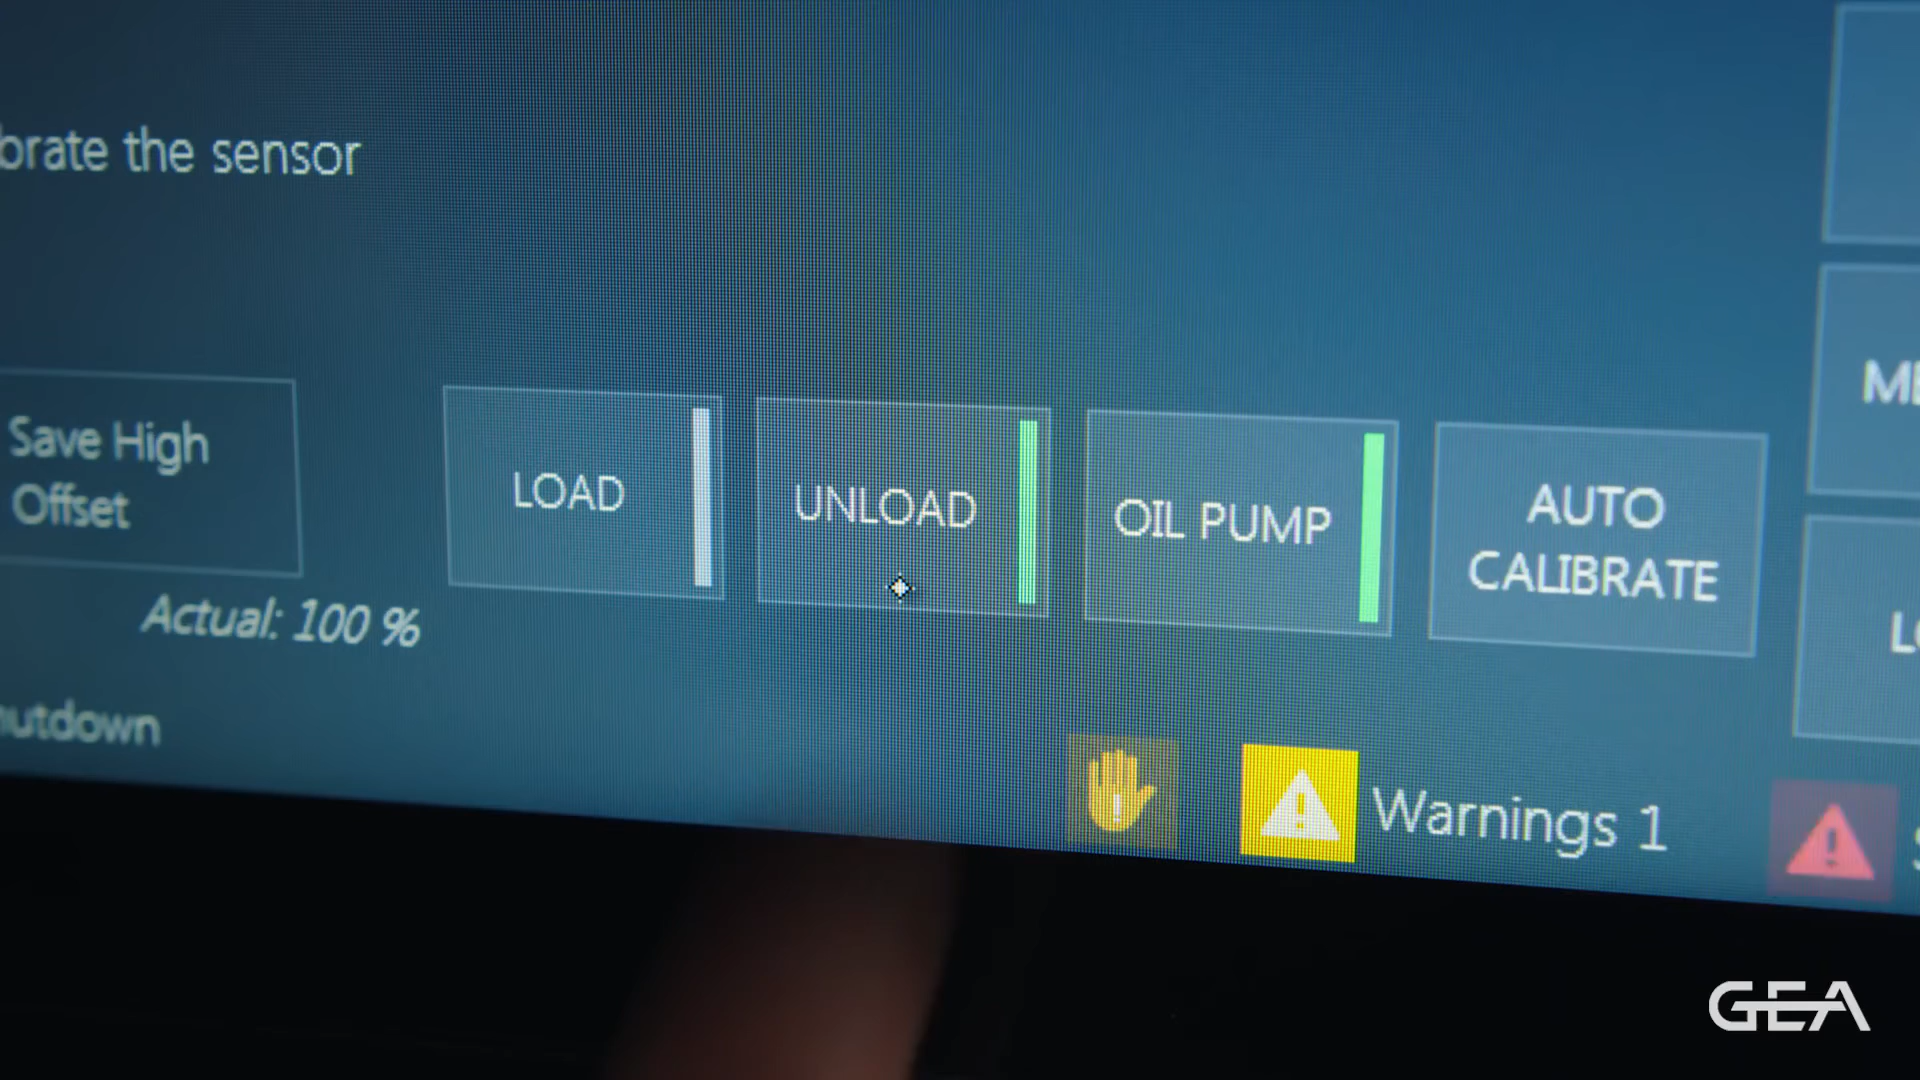 brate the sensor
Save High
Offset
LOAD
UNLOAD
OIL PUMP
AUTO
CALIBRATE
Actual: 100 %
utdown
Warnings 1
GEA